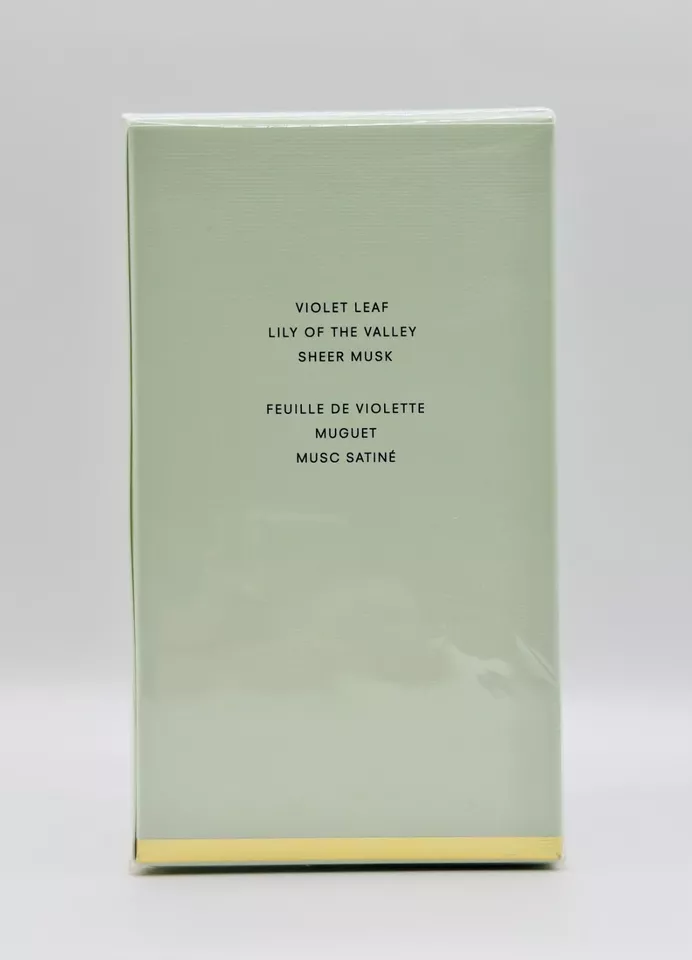 VIOLET LEAF
LILY OF THE VALLEY
SHEER MUSK
FEUILLE DE VIOLETTE
MUGUET
MUSC SATINÉ